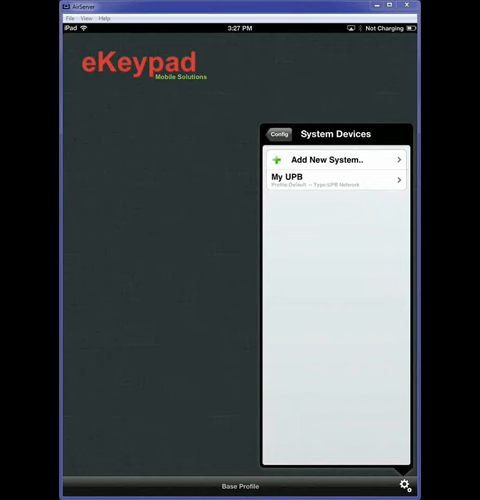 AirServer
File View Help
iPad 3:27 PM Not Charging
eKeypad
Mobile Solutions
Config System Devices
Add New System..
My UPB
Profile:Default -- Type:UPB Network
Base Profile